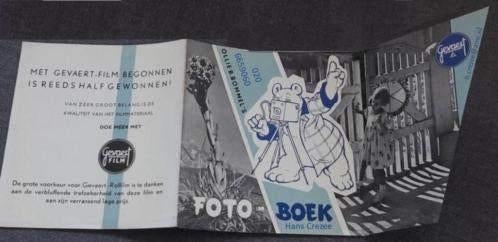 MET GEVAERT-FILM BEGONNEN
IS REEDS HALF GEWONNEN!
VAN ZEER GROOT BELANG IS DE
KWALITEIT VAN HET FILMMATERIAAL
DOE MEER MET
Gevaert
FILM
De grote voorkeur voor Gevaert-Rolfilm is te danken
aan de verbluffende trefzekerheid van deze film en
aan zijn verrassend lage prijs.
OLLIE B. BOMMEL'S
6659060
020
FOTO-BOEK
Hans Crezee
Gevaert